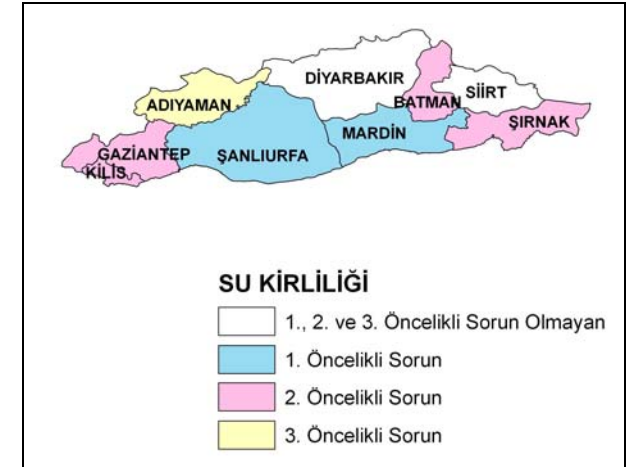 DİYARBAKIR
SİİRT
ADIYAMAN
BATMAN
ŞIRNAK
MARDİN
GAZİANTEP
ŞANLIURFA
KİLİS
SU KİRLİLİĞİ
1., 2. ve 3. Öncelikli Sorun Olmayan
1. Öncelikli Sorun
2. Öncelikli Sorun
3. Öncelikli Sorun